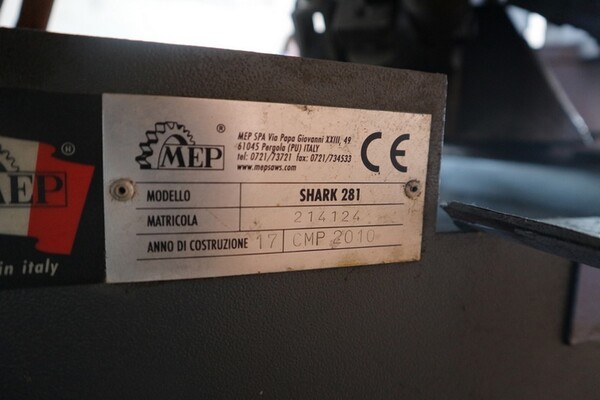 MEP
®
MEP SPA Via Papa Giovanni XXIII, 49
61045 Pergola (PU) ITALY
tel: 0721/73721 fax: 0721/734533
www.mepsaws.com
CE
MODELLO SHARK 281
MATRICOLA 214124
ANNO DI COSTRUZIONE 17 CMP 2010
®
MEP
in italy